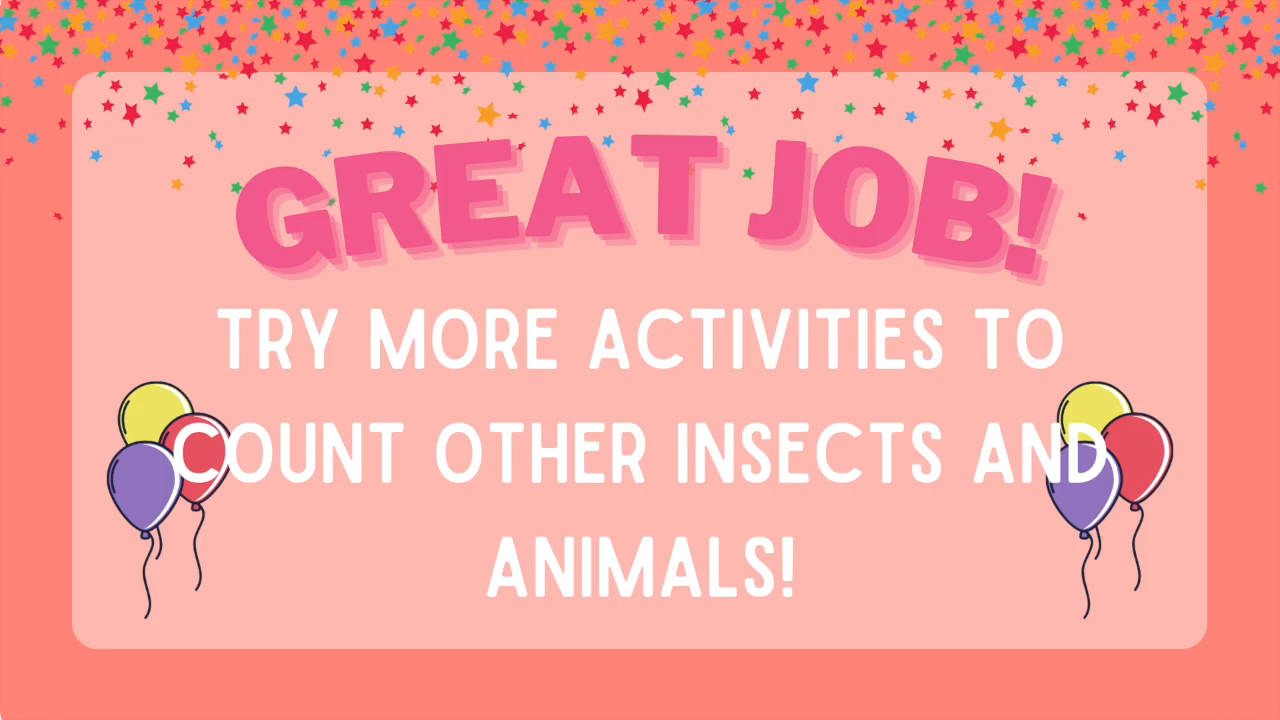 GREAT JOB!
TRY MORE ACTIVITIES TO
COUNT OTHER INSECTS AND
ANIMALS!